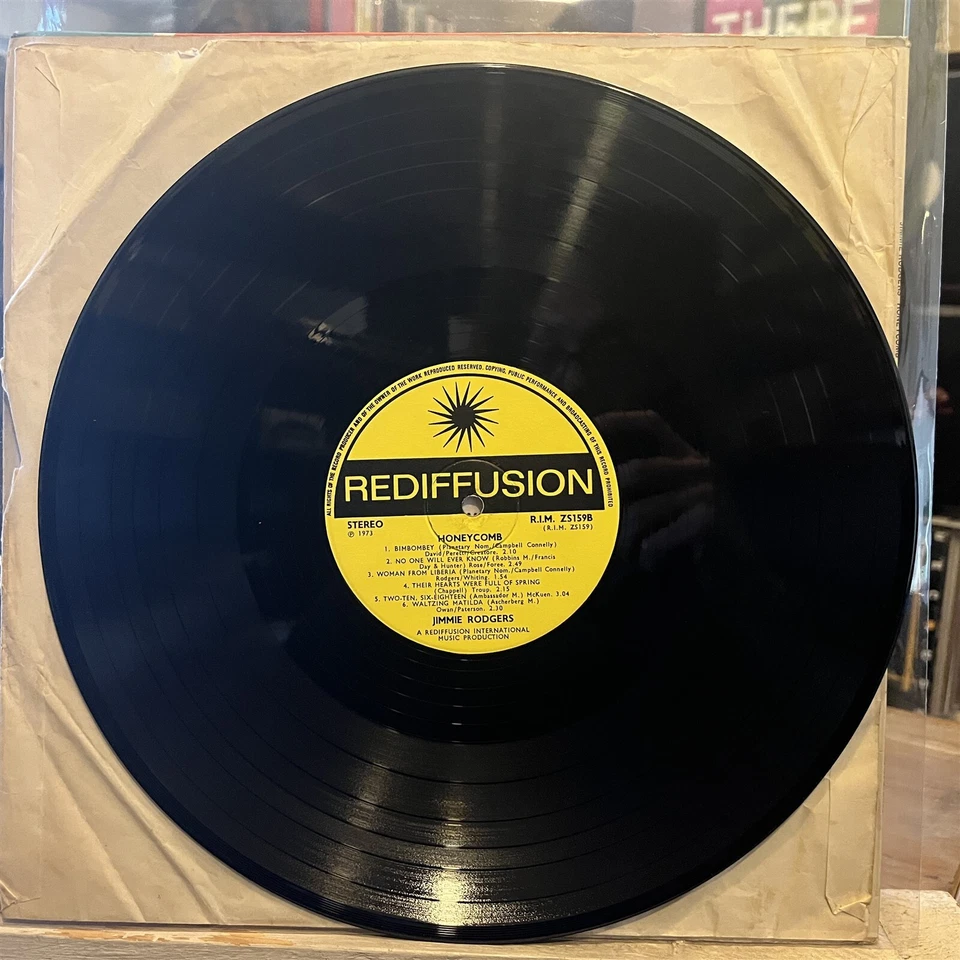 THERE
ALL RIGHTS OF THE RECORD PRODUCER AND OF THE OWNER OF THE WORK REPRODUCED RESERVED. COPYING, PUBLIC PERFORMANCE AND BROADCASTING OF THIS RECORD PROHIBITED
REDIFFUSION
STEREO
℗ 1973
R.I.M. ZS159B
(R.I.M. ZS159)
HONEYCOMB
1. BIMBOMBEY (Planetary Nom./Campbell Connelly)
David/Peretti/Creatore. 2.10
2. NO ONE WILL EVER KNOW (Robbins M./Francis
Day & Hunter) Rose/Foree. 2.49
3. WOMAN FROM LIBERIA (Planetary Nom./Campbell Connelly)
Rodgers/Whiting. 1.54
4. THEIR HEARTS WERE FULL OF SPRING
(Chappell) Troup. 2.15
5. TWO-TEN, SIX-EIGHTEEN (Ambassador M.) McKuen. 3.04
6. WALTZING MATILDA (Ascherberg M.)
Owan/Paterson. 2.30
JIMMIE RODGERS
A REDIFFUSION INTERNATIONAL
MUSIC PRODUCTION